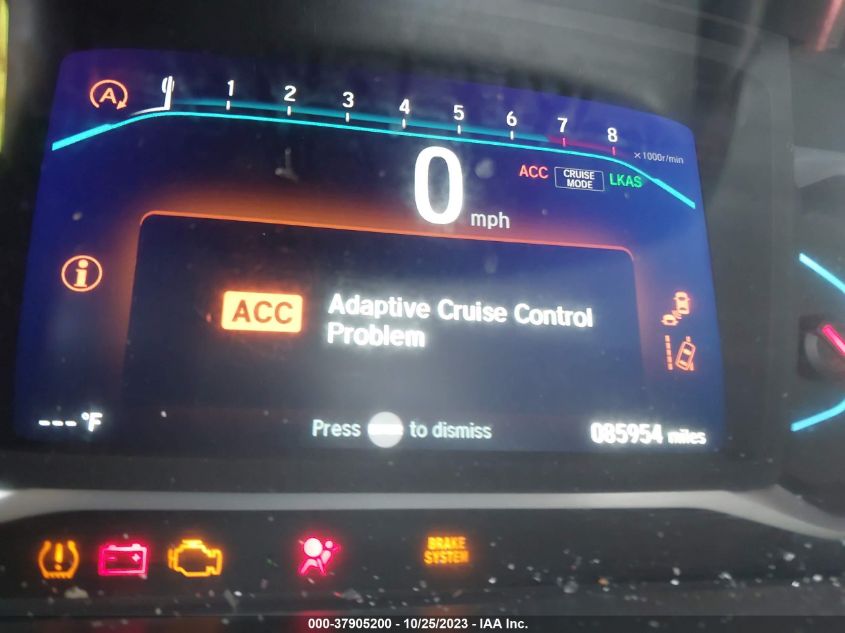 A
0 1 2 3 4 5 6 7 8
×1000r/min
0 mph
ACC CRUISE MODE LKAS
i
ACC Adaptive Cruise Control
Problem
---°F
Press to dismiss
085954 miles
BRAKE
SYSTEM
000-37905200 - 10/25/2023 - IAA Inc.